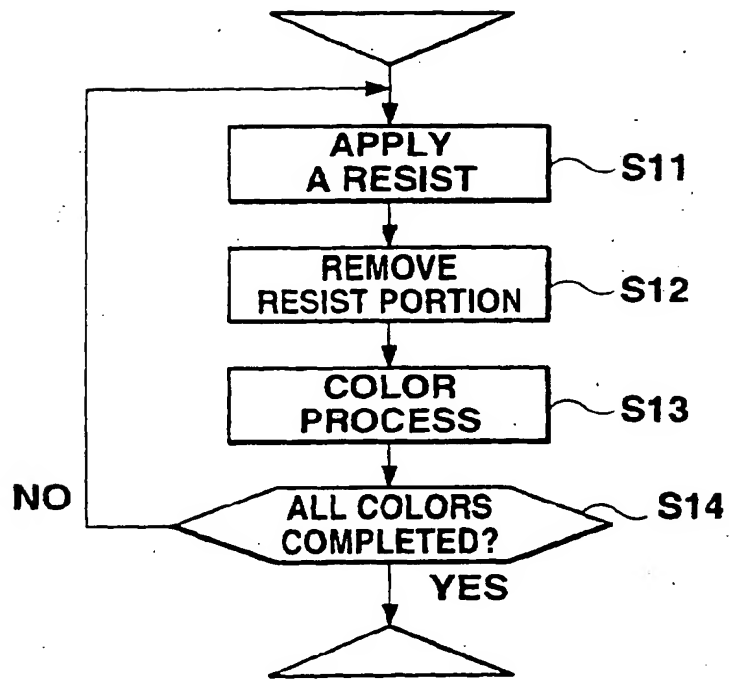 APPLY
A RESIST
S11
REMOVE
RESIST PORTION
S12
COLOR
PROCESS
S13
NO
ALL COLORS
COMPLETED?
S14
YES